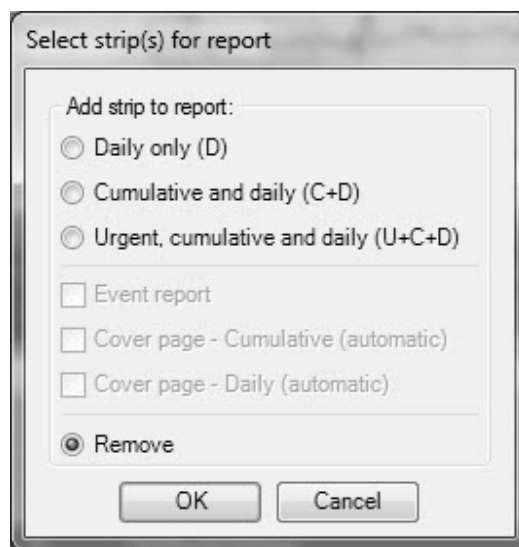 Select strip(s) for report
Add strip to report:
Daily only (D)
Cumulative and daily (C+D)
Urgent, cumulative and daily (U+C+D)
Event report
Cover page - Cumulative (automatic)
Cover page - Daily (automatic)
Remove
OK Cancel